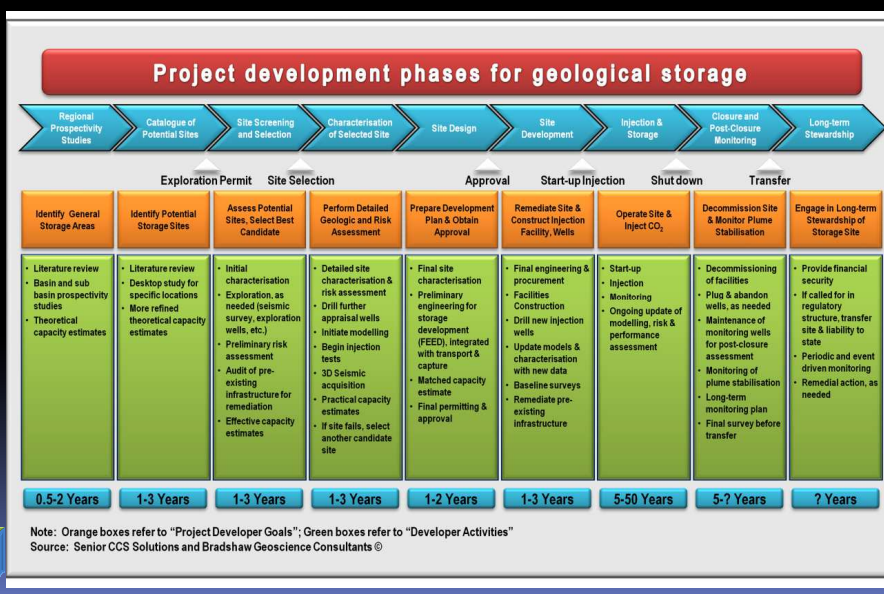 Project development phases for geological storage
Regional
Prospectivity
Studies
Catalogue of
Potential Sites
Site Screening
and Selection
Characterisation
of Selected Site
Site Design
Site
Development
Injection &
Storage
Closure and
Post-Closure
Monitoring
Long-term
Stewardship
Exploration Permit
Site Selection
Approval
Start-up Injection
Shut down
Transfer
Identify General
Storage Areas
Identify Potential
Storage Sites
Assess Potential
Sites, Select Best
Candidate
Perform Detailed
Geologic and Risk
Assessment
Prepare Development
Plan & Obtain
Approval
Remediate Site &
Construct Injection
Facility, Wells
Operate Site &
Inject CO₂
Decommission Site
& Monitor Plume
Stabilisation
Engage in Long-term
Stewardship of
Storage Site
• Literature review
• Basin and sub
basin prospectivity
studies
• Theoretical
capacity estimates
• Literature review
• Desktop study for
specific locations
• More refined
theoretical capacity
estimates
• Initial
characterisation
• Exploration, as
needed (seismic
survey, exploration
wells, etc.)
• Preliminary risk
assessment
• Audit of pre-
existing
infrastructure for
remediation
• Effective capacity
estimates
• Detailed site
characterisation &
risk assessment
• Drill further
appraisal wells
• Initiate modelling
• Begin injection
tests
• 3D Seismic
acquisition
• Practical capacity
estimates
• If site fails, select
another candidate
site
• Final site
characterisation
• Preliminary
engineering for
storage
development
(FEED), integrated
with transport &
capture
• Matched capacity
estimate
• Final permitting &
approval
• Final engineering &
procurement
• Facilities
Construction
• Drill new injection
wells
• Update models &
characterisation
with new data
• Baseline surveys
• Remediate pre-
existing
infrastructure
• Start-up
• Injection
• Monitoring
• Ongoing update of
modelling, risk &
performance
assessment
• Decommissioning
of facilities
• Plug & abandon
wells, as needed
• Maintenance of
monitoring wells
for post-closure
assessment
• Monitoring of
plume stabilisation
• Long-term
monitoring plan
• Final survey before
transfer
• Provide financial
security
• If called for in
regulatory
structure, transfer
site & liability to
state
• Periodic and event
driven monitoring
• Remedial action, as
needed
0.5-2 Years
1-3 Years
1-3 Years
1-3 Years
1-2 Years
1-3 Years
5-50 Years
5-? Years
? Years
Note: Orange boxes refer to “Project Developer Goals”; Green boxes refer to “Developer Activities”
Source: Senior CCS Solutions and Bradshaw Geoscience Consultants ©